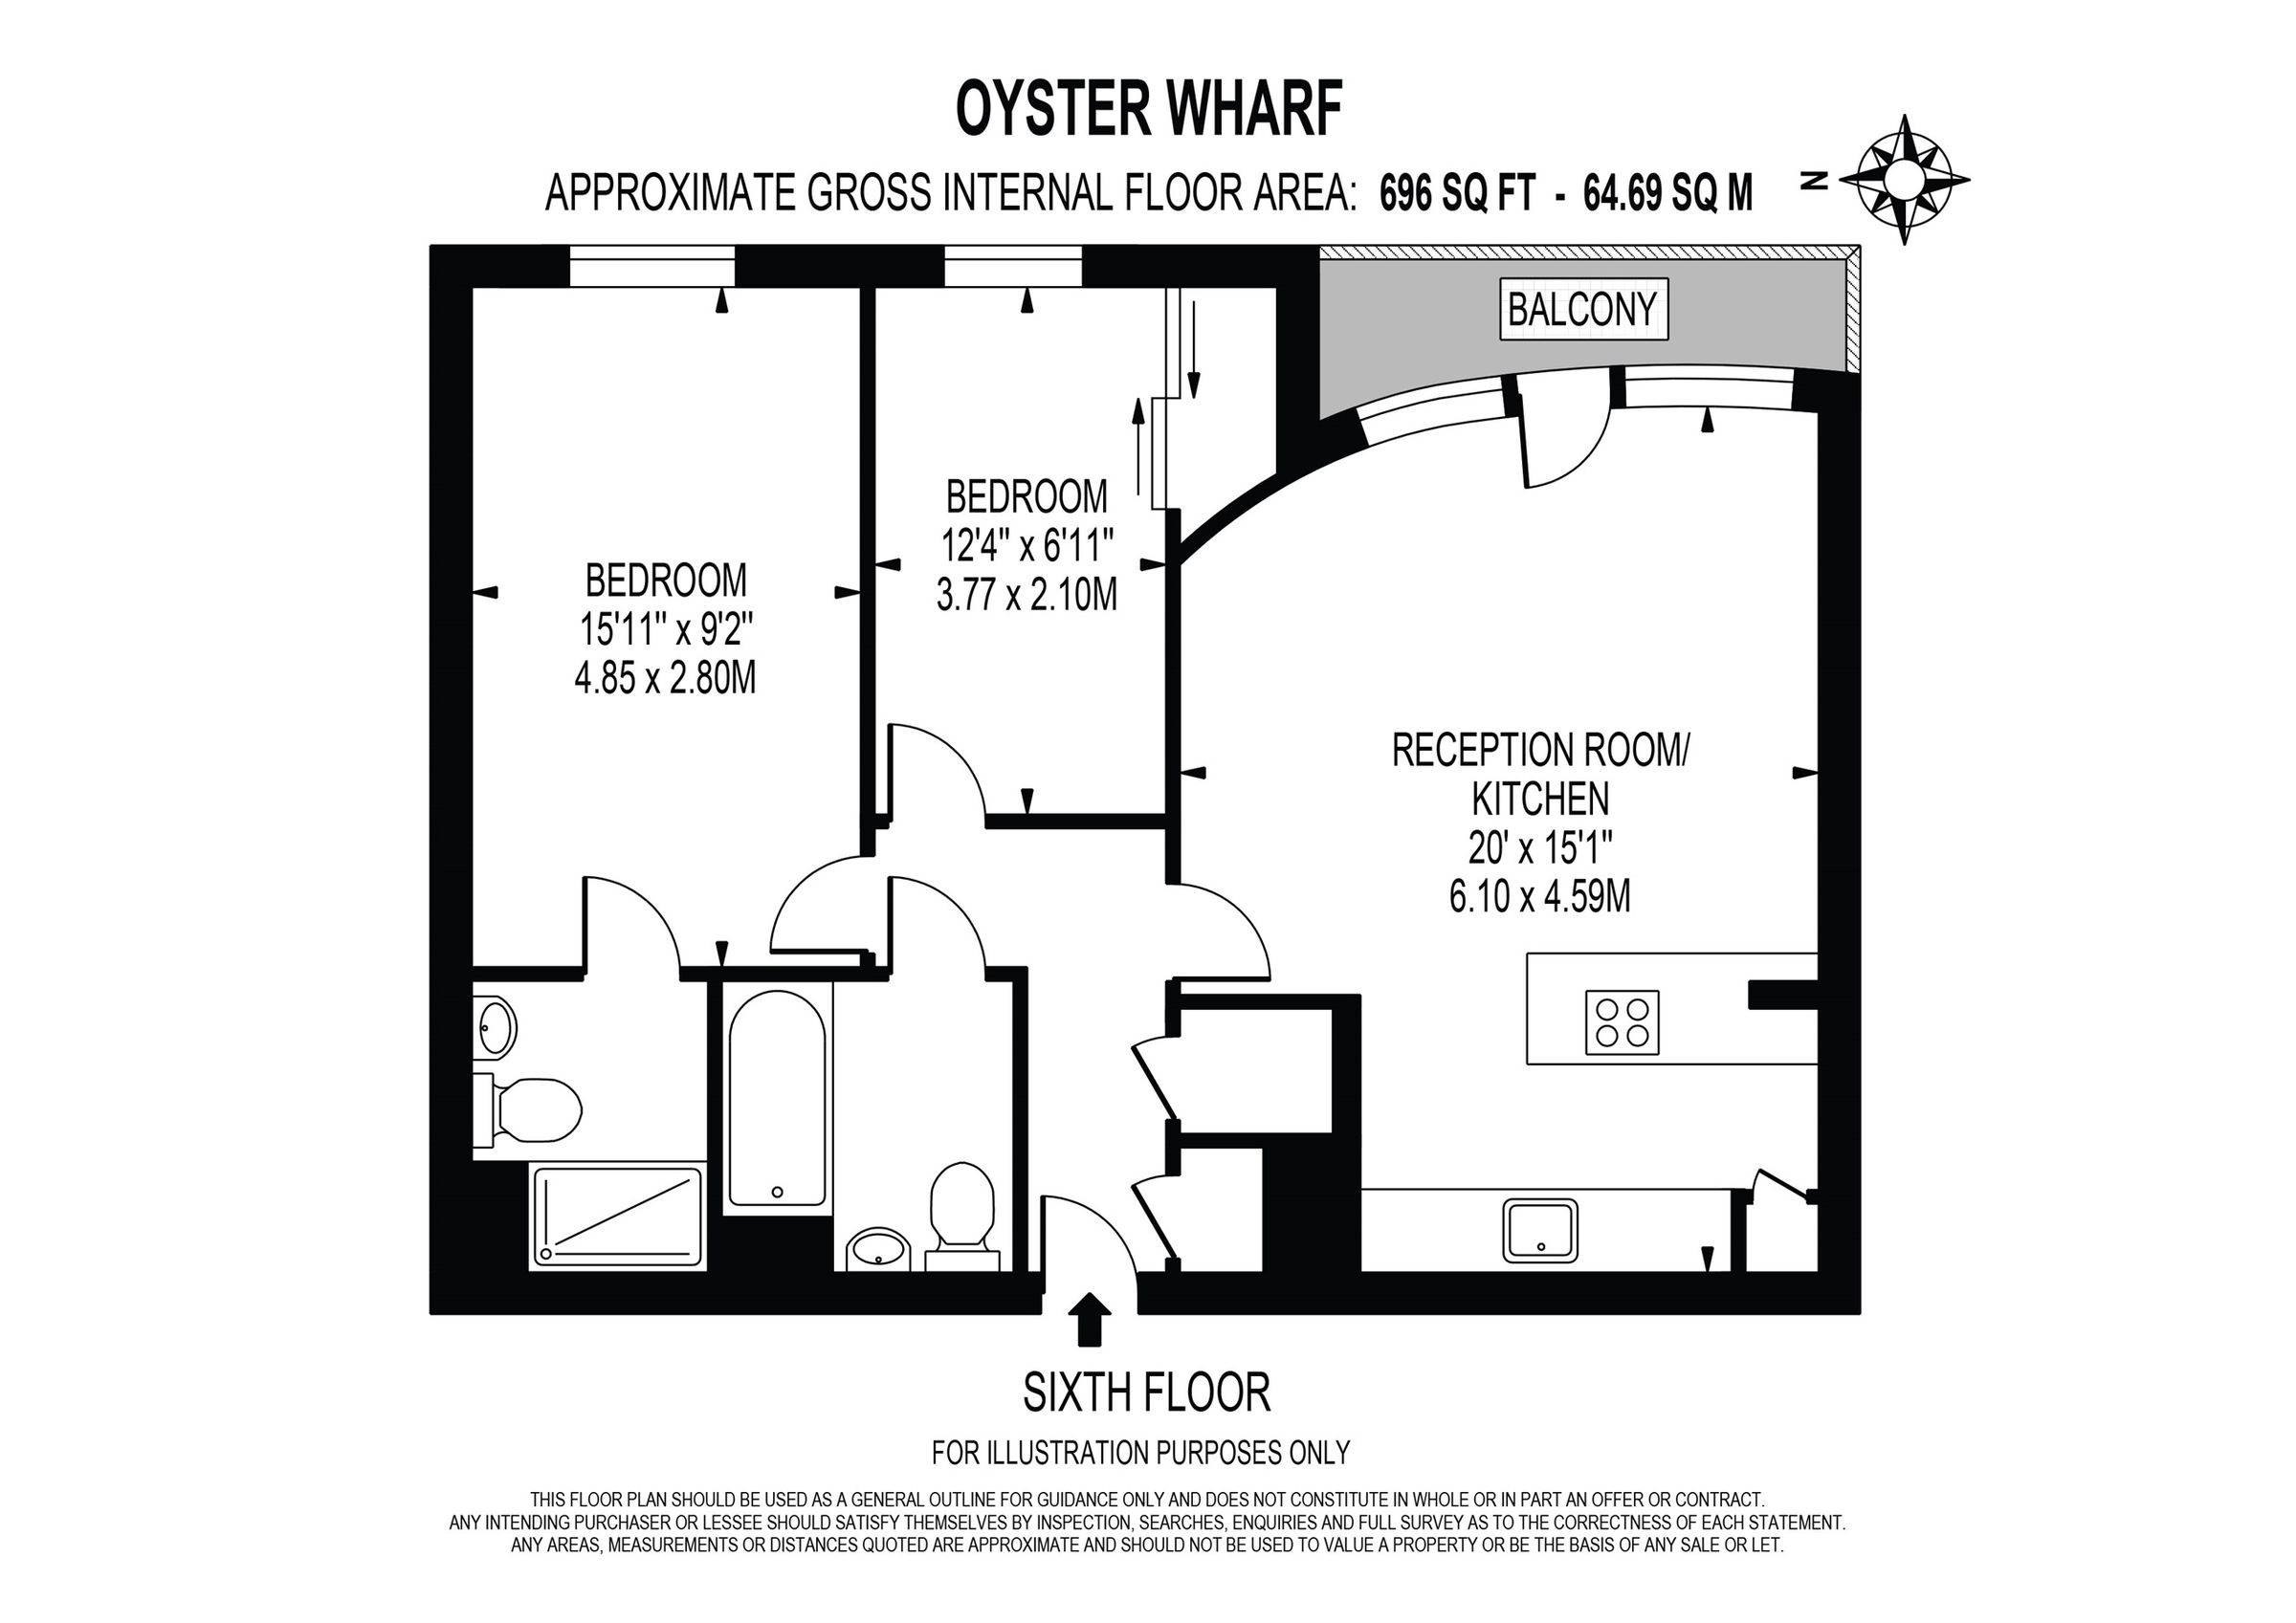 OYSTER WHARF
APPROXIMATE GROSS INTERNAL FLOOR AREA: 696 SQ FT - 64.69 SQ M
N
BALCONY
BEDROOM
12'4" x 6'11"
3.77 x 2.10M
BEDROOM
15'11" x 9'2"
4.85 x 2.80M
RECEPTION ROOM/
KITCHEN
20' x 15'1"
6.10 x 4.59M
SIXTH FLOOR
FOR ILLUSTRATION PURPOSES ONLY
THIS FLOOR PLAN SHOULD BE USED AS A GENERAL OUTLINE FOR GUIDANCE ONLY AND DOES NOT CONSTITUTE IN WHOLE OR IN PART AN OFFER OR CONTRACT.
ANY INTENDING PURCHASER OR LESSEE SHOULD SATISFY THEMSELVES BY INSPECTION, SEARCHES, ENQUIRIES AND FULL SURVEY AS TO THE CORRECTNESS OF EACH STATEMENT.
ANY AREAS, MEASUREMENTS OR DISTANCES QUOTED ARE APPROXIMATE AND SHOULD NOT BE USED TO VALUE A PROPERTY OR BE THE BASIS OF ANY SALE OR LET.